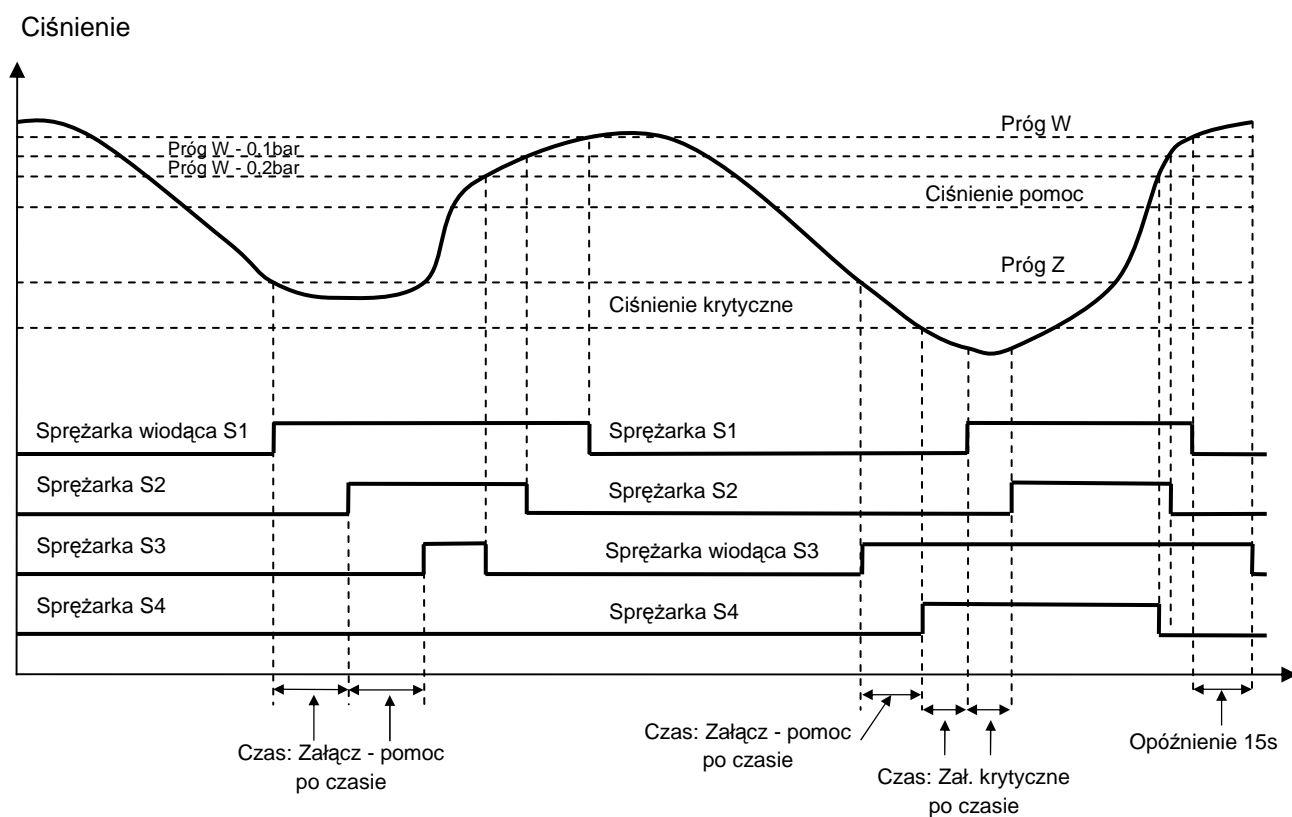 Ciśnienie
Próg W
Próg W - 0,1bar
Próg W - 0,2bar
Ciśnienie pomoc
Próg Z
Ciśnienie krytyczne
Sprężarka wiodąca S1
Sprężarka S1
Sprężarka S2
Sprężarka S2
Sprężarka S3
Sprężarka wiodąca S3
Sprężarka S4
Sprężarka S4
Czas: Załącz - pomoc
po czasie
Czas: Załącz - pomoc
po czasie
Czas: Zał. krytyczne
po czasie
Opóźnienie 15s